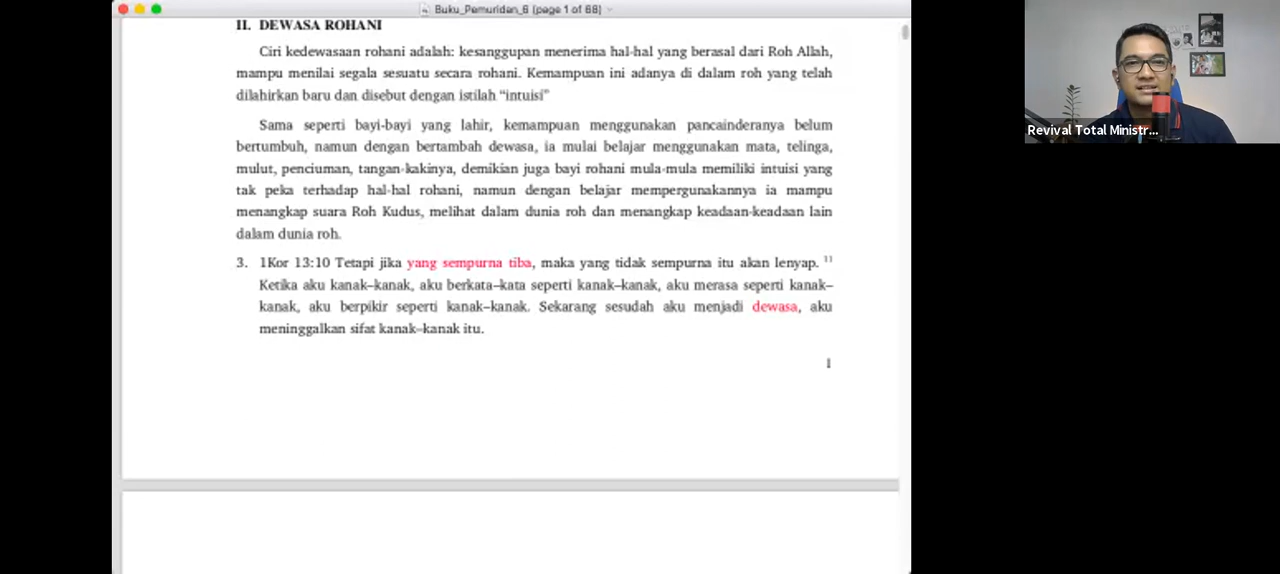 Buku_Pemuridan_6 (page 1 of 68)
II. DEWASA ROHANI
Ciri kedewasaan rohani adalah: kesanggupan menerima hal-hal yang berasal dari Roh Allah,
mampu menilai segala sesuatu secara rohani. Kemampuan ini adanya di dalam roh yang telah
dilahirkan baru dan disebut dengan istilah “intuisi”
Sama seperti bayi-bayi yang lahir, kemampuan menggunakan pancainderanya belum
bertumbuh, namun dengan bertambah dewasa, ia mulai belajar menggunakan mata, telinga,
mulut, penciuman, tangan-kakinya, demikian juga bayi rohani mula-mula memiliki intuisi yang
tak peka terhadap hal-hal rohani, namun dengan belajar mempergunakannya ia mampu
menangkap suara Roh Kudus, melihat dalam dunia roh dan menangkap keadaan-keadaan lain
dalam dunia roh.
3. 1Kor 13:10 Tetapi jika yang sempurna tiba, maka yang tidak sempurna itu akan lenyap. 11
Ketika aku kanak–kanak, aku berkata–kata seperti kanak–kanak, aku merasa seperti kanak–
kanak, aku berpikir seperti kanak–kanak. Sekarang sesudah aku menjadi dewasa, aku
meninggalkan sifat kanak–kanak itu.
1
Revival Total Ministr...